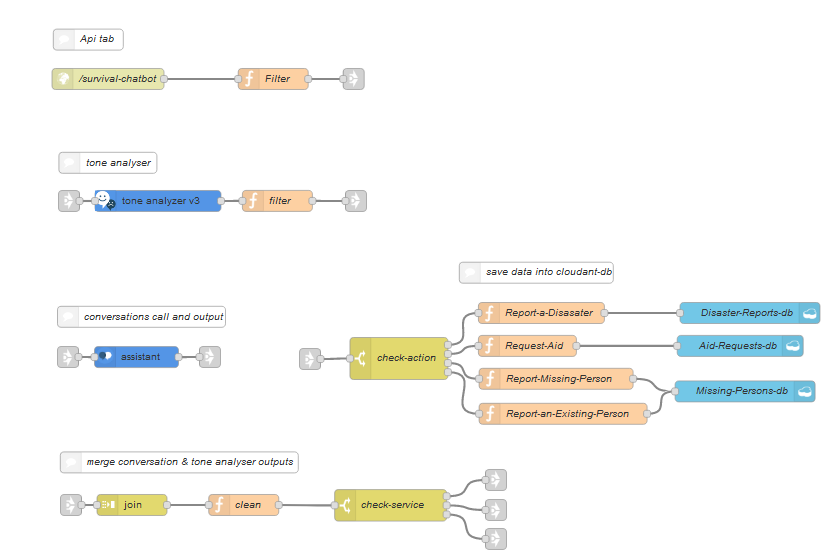 Api tab
/survival-chatbot
Filter
tone analyser
tone analyzer v3
filter
save data into cloudant-db
conversations call and output
Report-a-Disasater
Disaster-Reports-db
assistant
check-action
Request-Aid
Aid-Requests-db
Report-Missing-Person
Missing-Persons-db
Report-an-Existing-Person
merge conversation & tone analyser outputs
join
clean
check-service